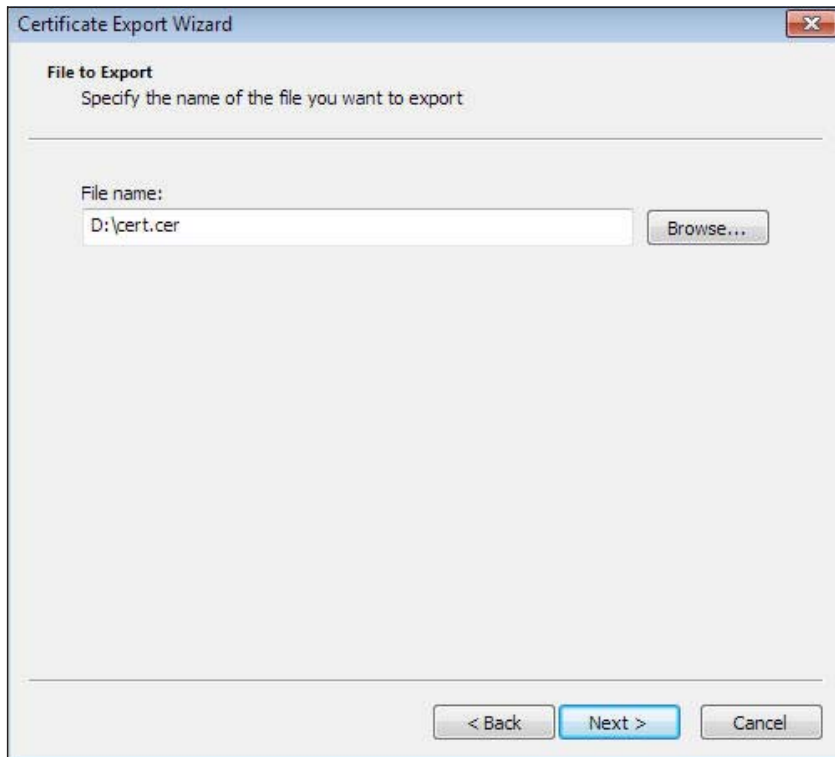 Certificate Export Wizard
File to Export
Specify the name of the file you want to export
File name:
D:\cert.cer
Browse...
< Back
Next >
Cancel